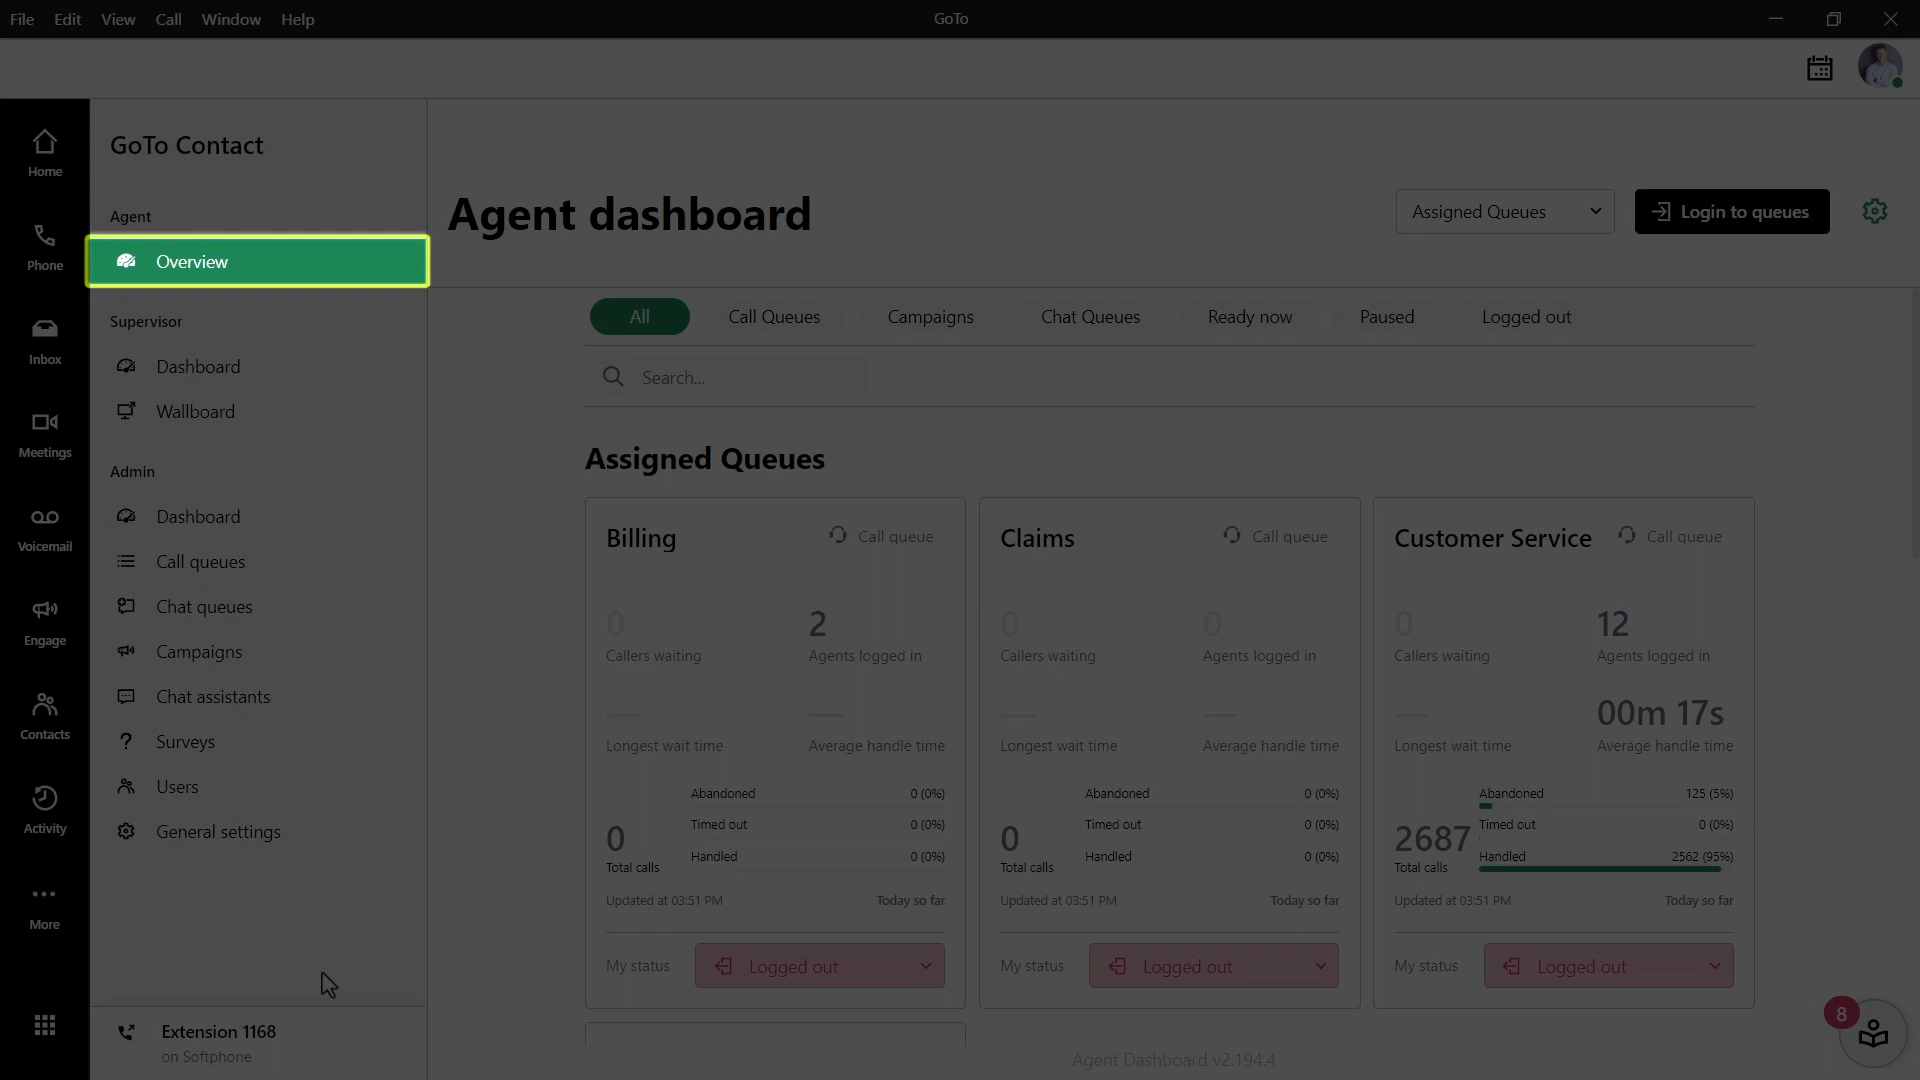 File Edit View Call Window Help
GoTo
Home
Phone
Inbox
Meetings
Voicemail
Engage
Contacts
Activity
More
GoTo Contact
Agent
Overview
Supervisor
Dashboard
Wallboard
Admin
Dashboard
Call queues
Chat queues
Campaigns
Chat assistants
Surveys
Users
General settings
Extension 1168
on Softphone
Agent dashboard
Assigned Queues
Login to queues
All Call Queues Campaigns Chat Queues Ready now Paused Logged out
Search...
Assigned Queues
Billing Call queue
0 2
Callers waiting Agents logged in
Longest wait time Average handle time
Abandoned 0 (0%)
Timed out 0 (0%)
Handled 0 (0%)
0
Total calls
Updated at 03:51 PM Today so far
My status Logged out
Claims Call queue
0 0
Callers waiting Agents logged in
Longest wait time Average handle time
Abandoned 0 (0%)
Timed out 0 (0%)
Handled 0 (0%)
0
Total calls
Updated at 03:51 PM Today so far
My status Logged out
Customer Service Call queue
0 12
Callers waiting Agents logged in
00m 17s
Longest wait time Average handle time
Abandoned 125 (5%)
Timed out 0 (0%)
Handled 2562 (95%)
2687
Total calls
Updated at 03:51 PM Today so far
My status Logged out
8
Agent Dashboard v2.194.4